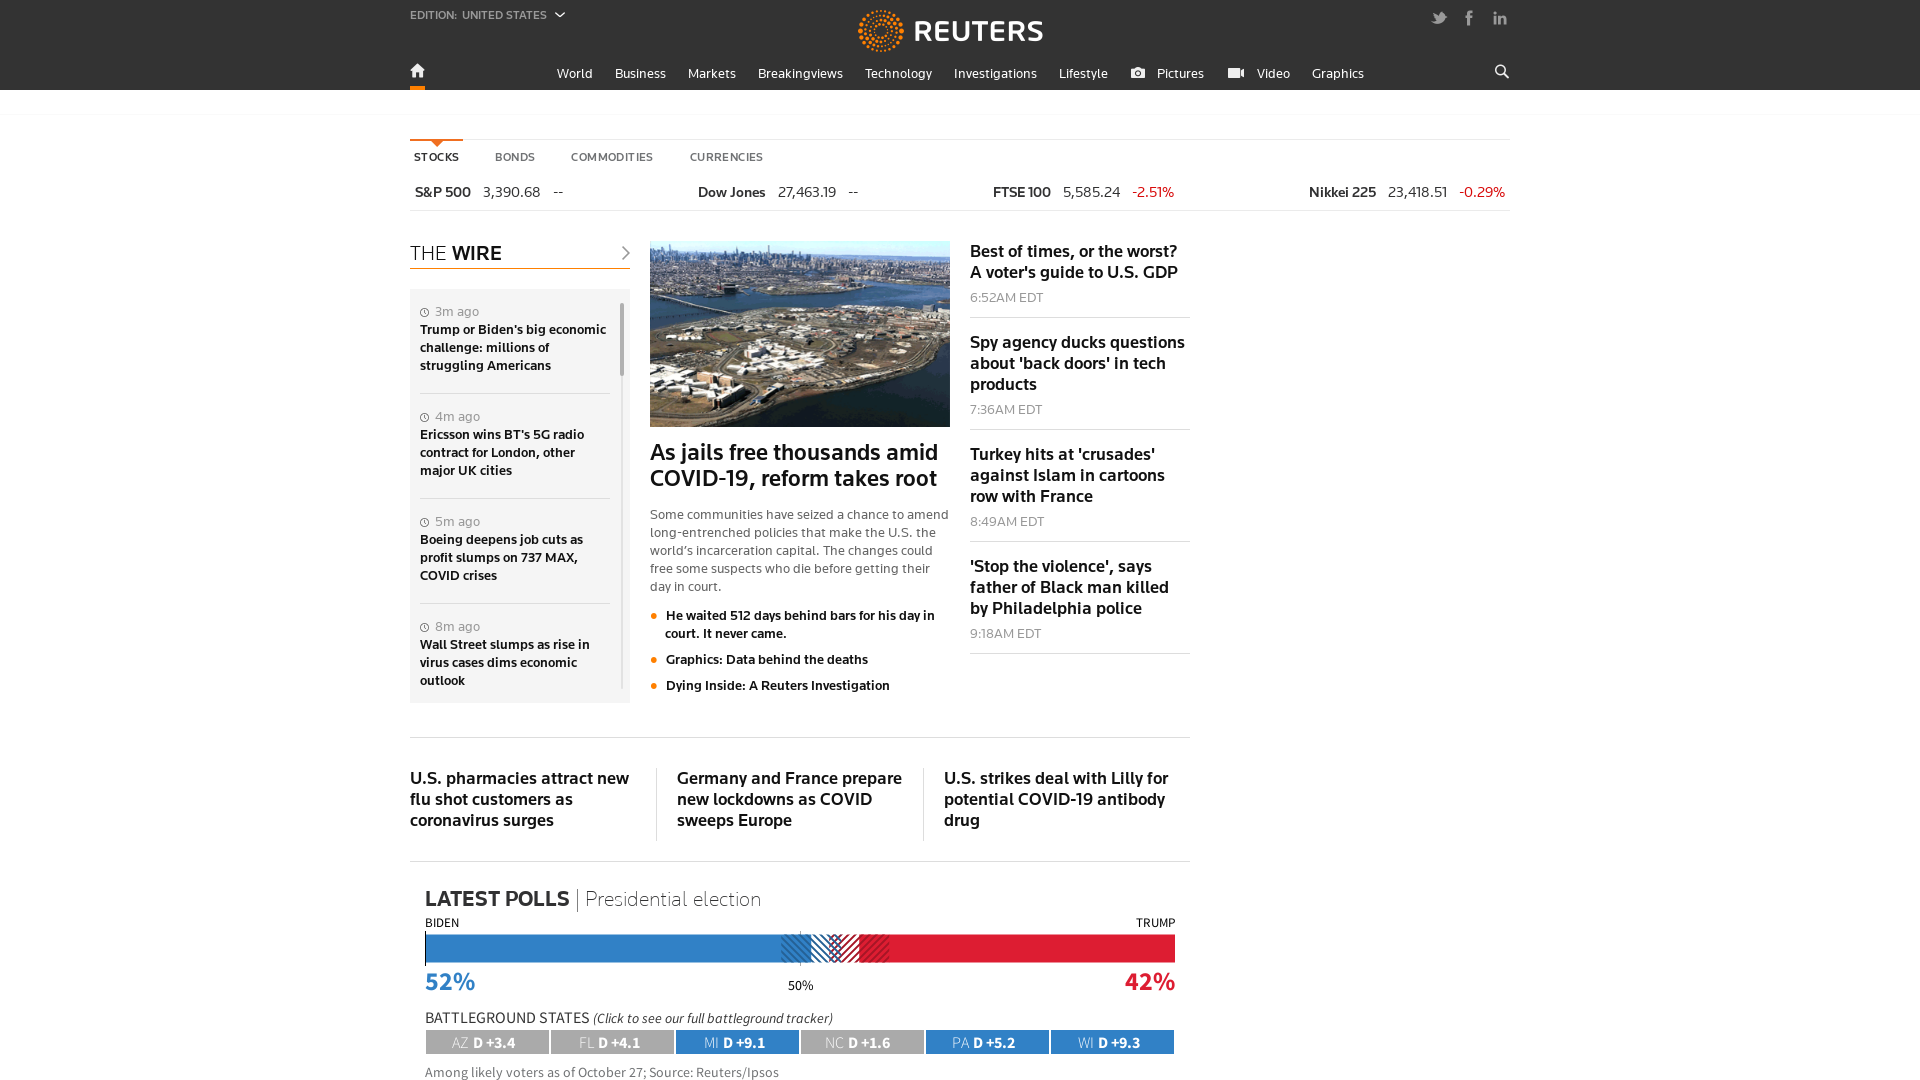 EDITION: UNITED STATES
REUTERS
World Business Markets Breakingviews Technology Investigations Lifestyle Pictures Video Graphics
STOCKS BONDS COMMODITIES CURRENCIES
S&P 500 3,390.68 -- Dow Jones 27,463.19 -- FTSE 100 5,585.24 -2.51% Nikkei 225 23,418.51 -0.29%
THE WIRE
3m ago
Trump or Biden's big economic
challenge: millions of
struggling Americans
4m ago
Ericsson wins BT's 5G radio
contract for London, other
major UK cities
5m ago
Boeing deepens job cuts as
profit slumps on 737 MAX,
COVID crises
8m ago
Wall Street slumps as rise in
virus cases dims economic
outlook
As jails free thousands amid
COVID-19, reform takes root
Some communities have seized a chance to amend
long-entrenched policies that make the U.S. the
world’s incarceration capital. The changes could
free some suspects who die before getting their
day in court.
He waited 512 days behind bars for his day in
court. It never came.
Graphics: Data behind the deaths
Dying Inside: A Reuters Investigation
Best of times, or the worst?
A voter's guide to U.S. GDP
6:52AM EDT
Spy agency ducks questions
about 'back doors' in tech
products
7:36AM EDT
Turkey hits at 'crusades'
against Islam in cartoons
row with France
8:49AM EDT
'Stop the violence', says
father of Black man killed
by Philadelphia police
9:18AM EDT
U.S. pharmacies attract new
flu shot customers as
coronavirus surges
Germany and France prepare
new lockdowns as COVID
sweeps Europe
U.S. strikes deal with Lilly for
potential COVID-19 antibody
drug
LATEST POLLS | Presidential election
BIDEN TRUMP
52% 50% 42%
BATTLEGROUND STATES (Click to see our full battleground tracker)
AZ D +3.4 FL D +4.1 MI D +9.1 NC D +1.6 PA D +5.2 WI D +9.3
Among likely voters as of October 27; Source: Reuters/Ipsos